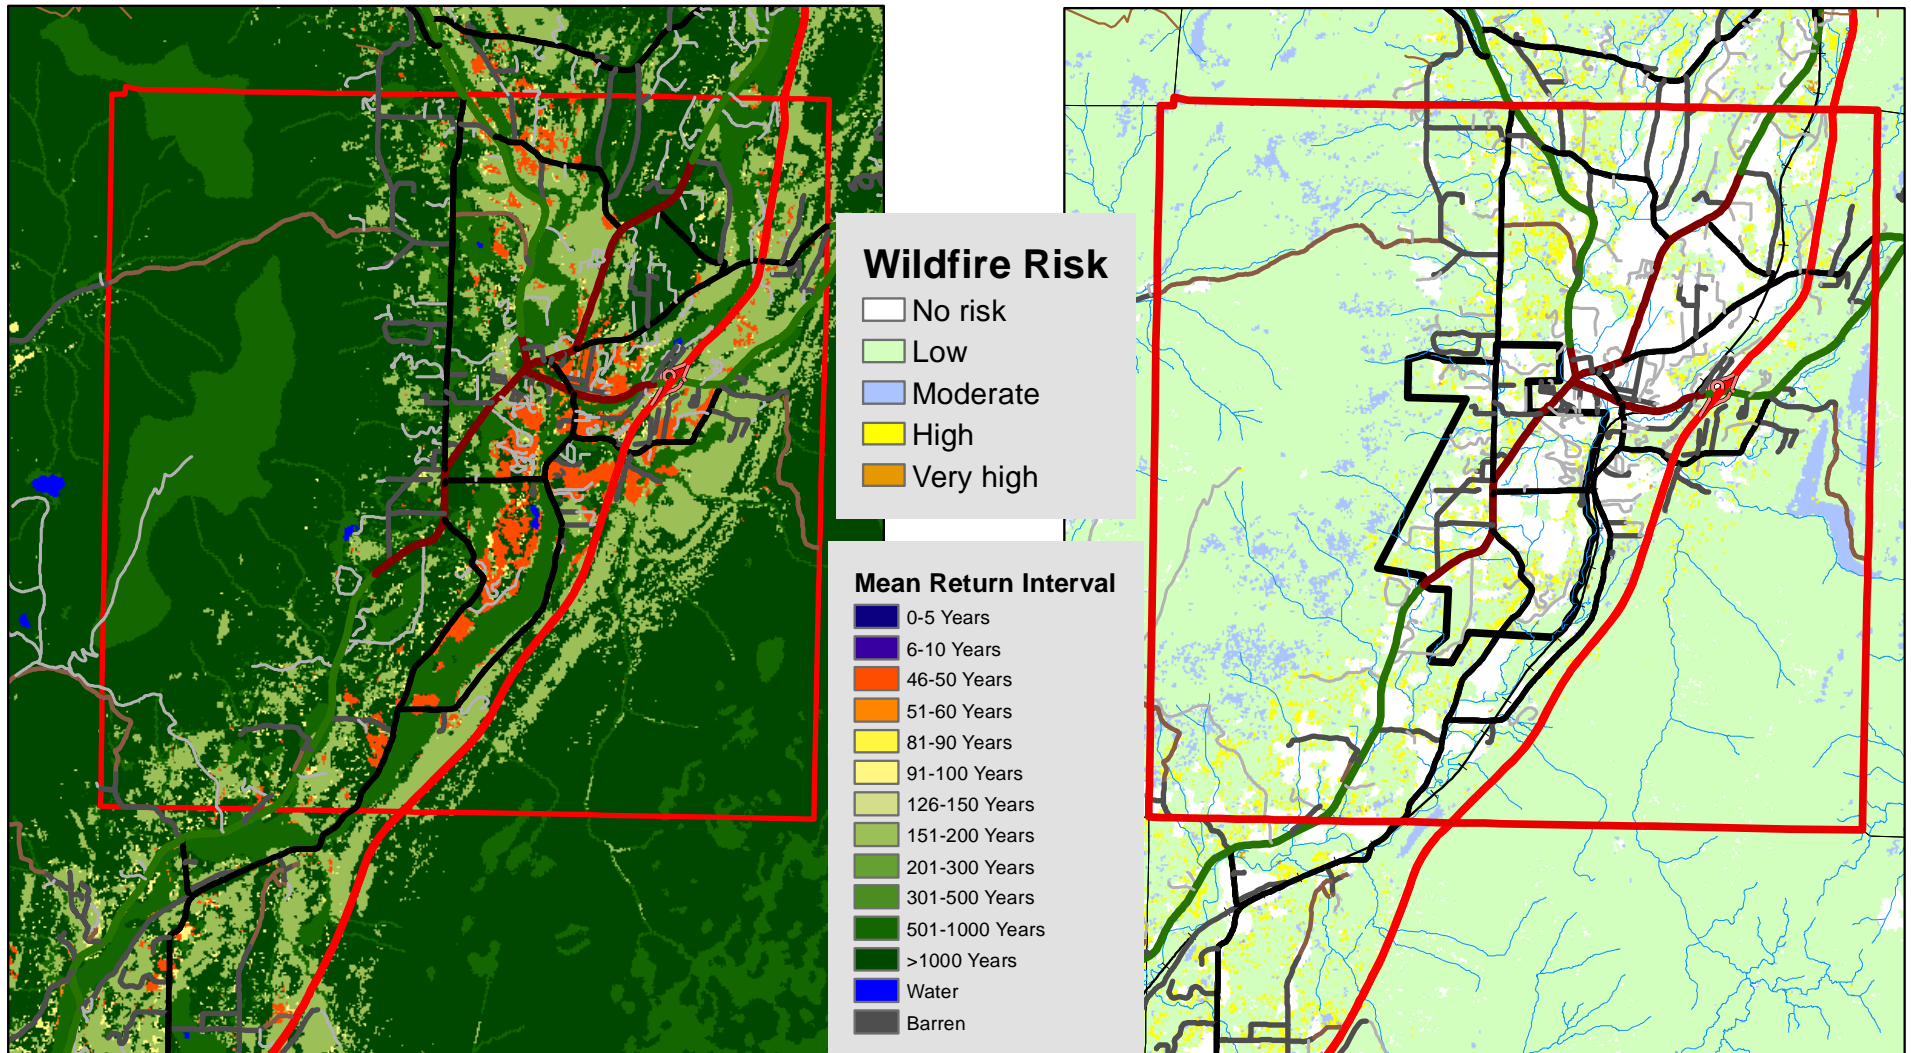 Wildfire Risk
No risk
Low
Moderate
High
Very high
Mean Return Interval
0-5 Years
6-10 Years
46-50 Years
51-60 Years
81-90 Years
91-100 Years
126-150 Years
151-200 Years
201-300 Years
301-500 Years
501-1000 Years
>1000 Years
Water
Barren